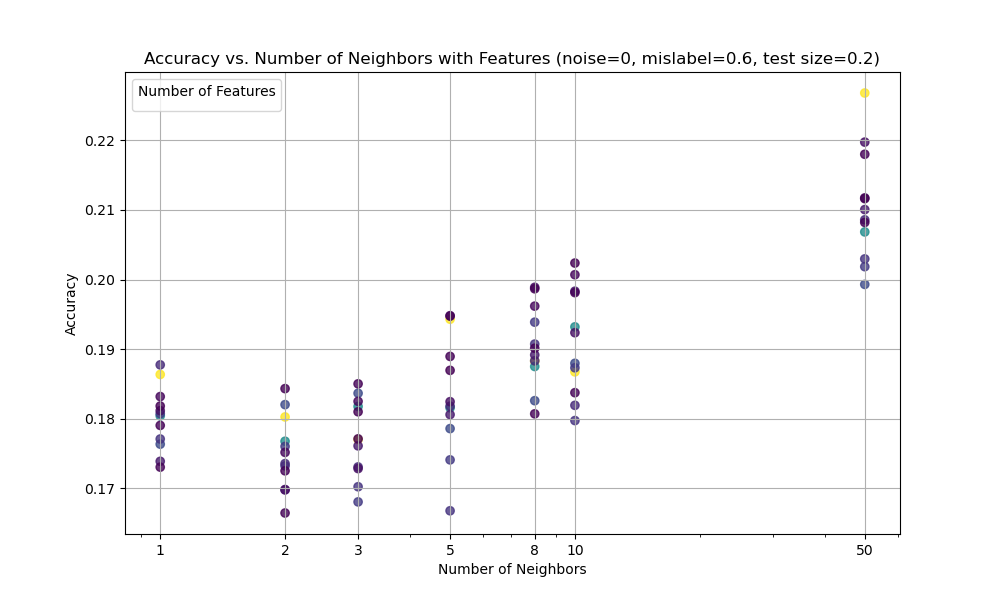 Accuracy vs. Number of Neighbors with Features (noise=0, mislabel=0.6, test size=0.2)
Number of Features
0.22
0.21
0.20
0.19
0.18
0.17
Accuracy
1 2 3 5 8 10 50
Number of Neighbors